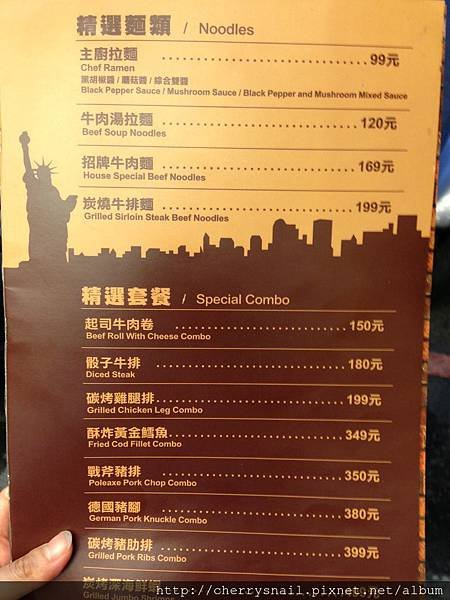 精選麵類 / Noodles
主廚拉麵 ........................ 99元
Chef Ramen
黑胡椒醬 / 蘑菇醬 / 綜合雙醬
Black Pepper Sauce / Mushroom Sauce / Black Pepper and Mushroom Mixed Sauce
牛肉湯拉麵 ........................ 120元
Beef Soup Noodles
招牌牛肉麵 ........................ 169元
House Special Beef Noodles
炭燒牛排麵 ........................ 199元
Grilled Sirloin Steak Beef Noodles
精選套餐 / Special Combo
起司牛肉卷 ........................ 150元
Beef Roll With Cheese Combo
骰子牛排 ........................ 180元
Diced Steak
碳烤雞腿排 ........................ 199元
Grilled Chicken Leg Combo
酥炸黃金鱈魚 ........................ 349元
Fried Cod Fillet Combo
戰斧豬排 ........................ 350元
Poleaxe Pork Chop Combo
德國豬腳 ........................ 380元
German Pork Knuckle Combo
碳烤豬肋排 ........................ 399元
Grilled Pork Ribs Combo
炭烤深海鮮蝦
Grilled Jumbo Shrimps
http://cherrysnail.pixnet.net/album